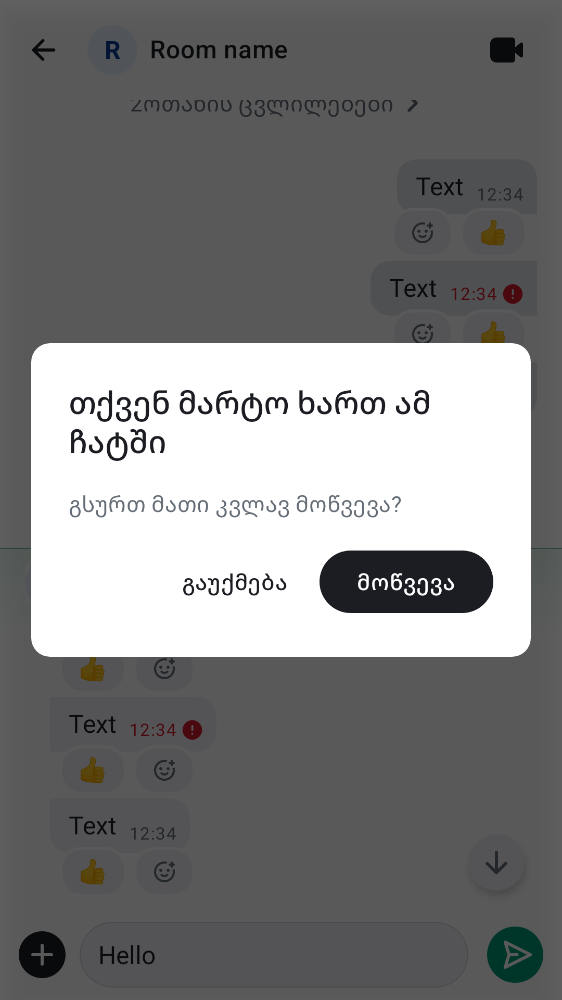 R Room name
ოთახის ცვლილებები
Text 12:34
👍
Text 12:34
👍
თქვენ მარტო ხართ ამ
ჩატში
გსურთ მათი კვლავ მოწვევა?
გაუქმება მოწვევა
👍
Text 12:34
👍
Text 12:34
👍
Hello